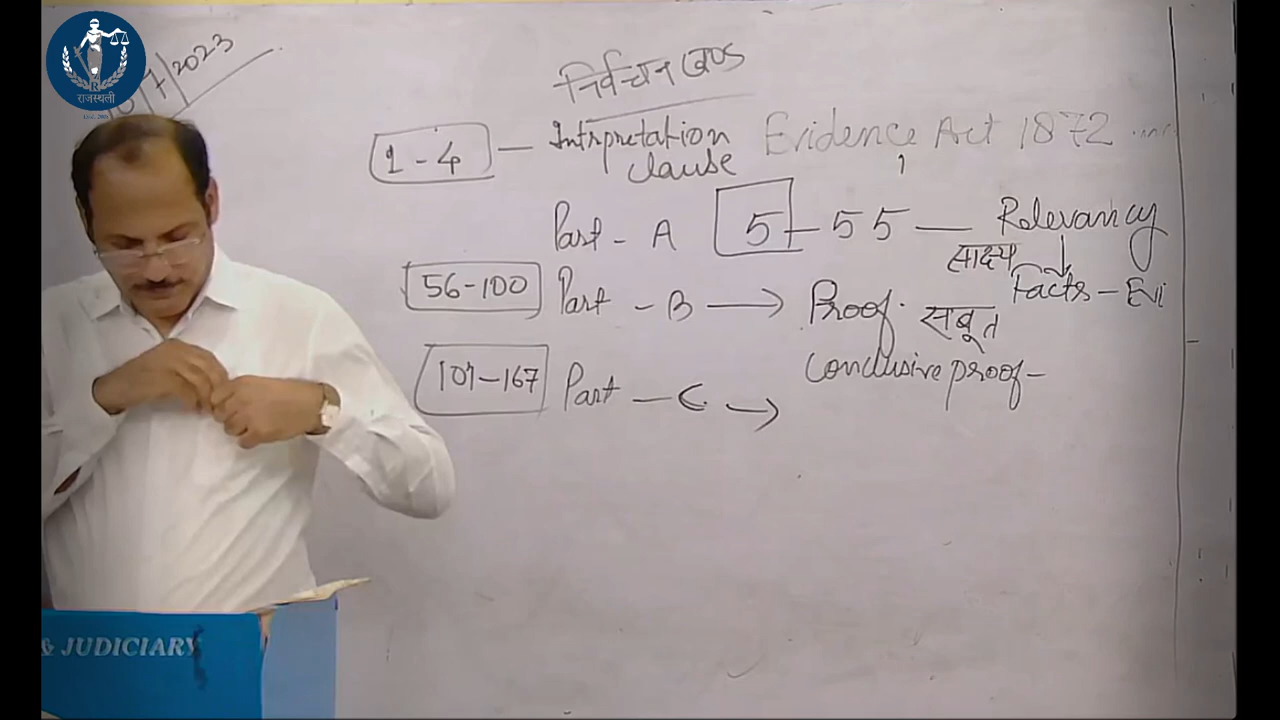 राजस्थली
/7/2023
निर्वचन खण्ड
1 - 4 — Intrpretation clause
Evidence Act 1872
Part - A 5 - 55 — Relevancy
साक्ष्य ↓
Facts - Evi
56-100 Part - B → Proof. सबूत
Conclusive proof -
101-167 Part - C →
& JUDICIARY